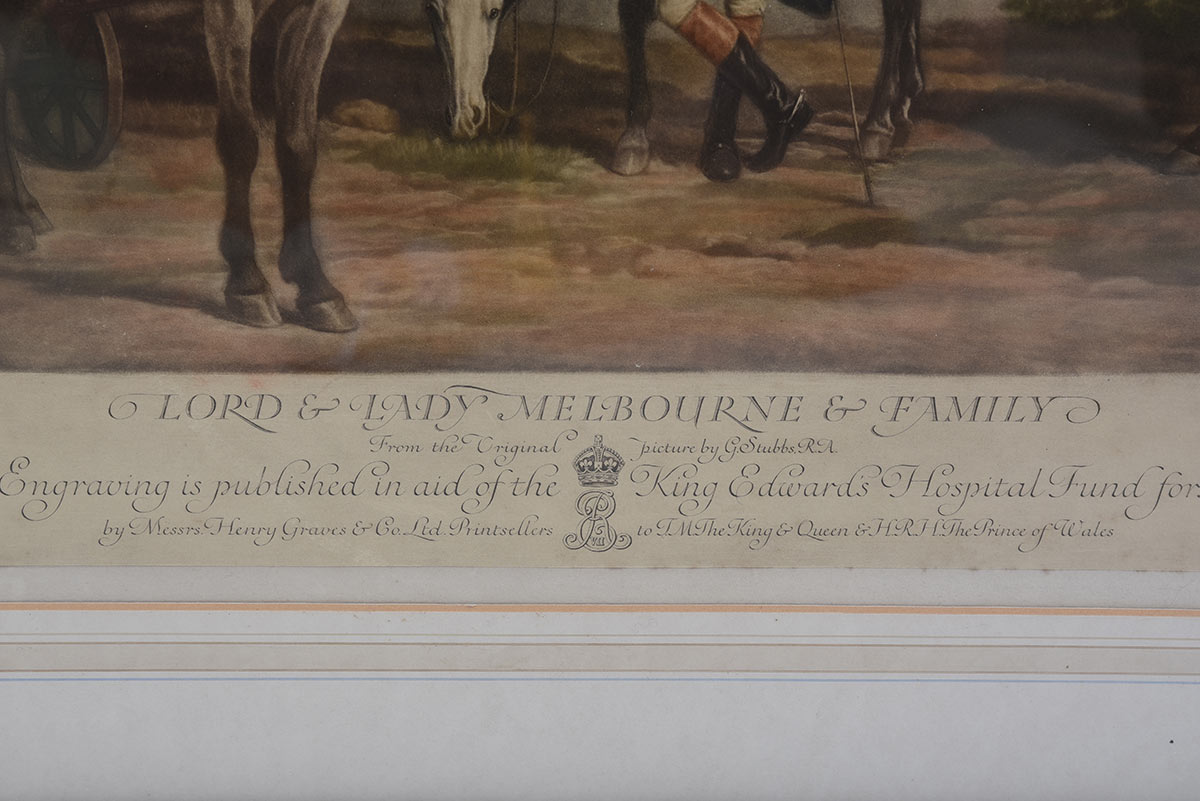 LORD & LADY MELBOURNE & FAMILY
From the Original picture by G. Stubbs, R.A.
Engraving is published in aid of the King Edward's Hospital Fund for
by Messrs. Henry Graves & Co. Ltd. Printsellers to T.M. The King & Queen & H.R.H. The Prince of Wales